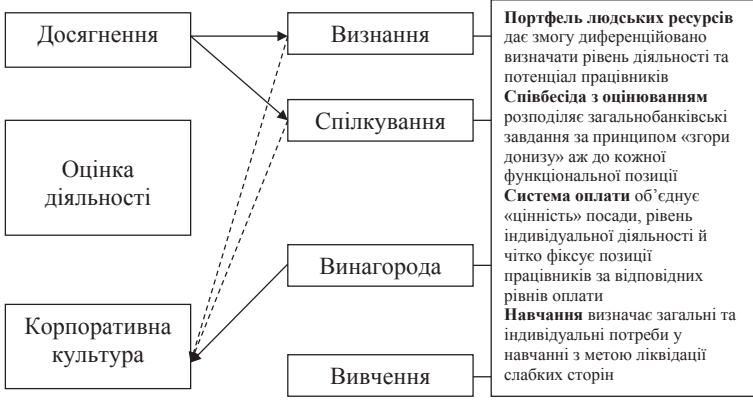 Досягнення
Оцінка
діяльності
Корпоративна
культура
Визнання
Спілкування
Винагорода
Вивчення
Портфель людських ресурсів
дає змогу диференційовано
визначати рівень діяльності та
потенціал працівників
Співбесіда з оцінюванням
розподіляє загальнобанківські
завдання за принципом «згори
донизу» аж до кожної
функціональної позиції
Система оплати об’єднує
«цінність» посади, рівень
індивідуальної діяльності й
чітко фіксує позиції
працівників за відповідних
рівнів оплати
Навчання визначає загальні та
індивідуальні потреби у
навчанні з метою ліквідації
слабких сторін